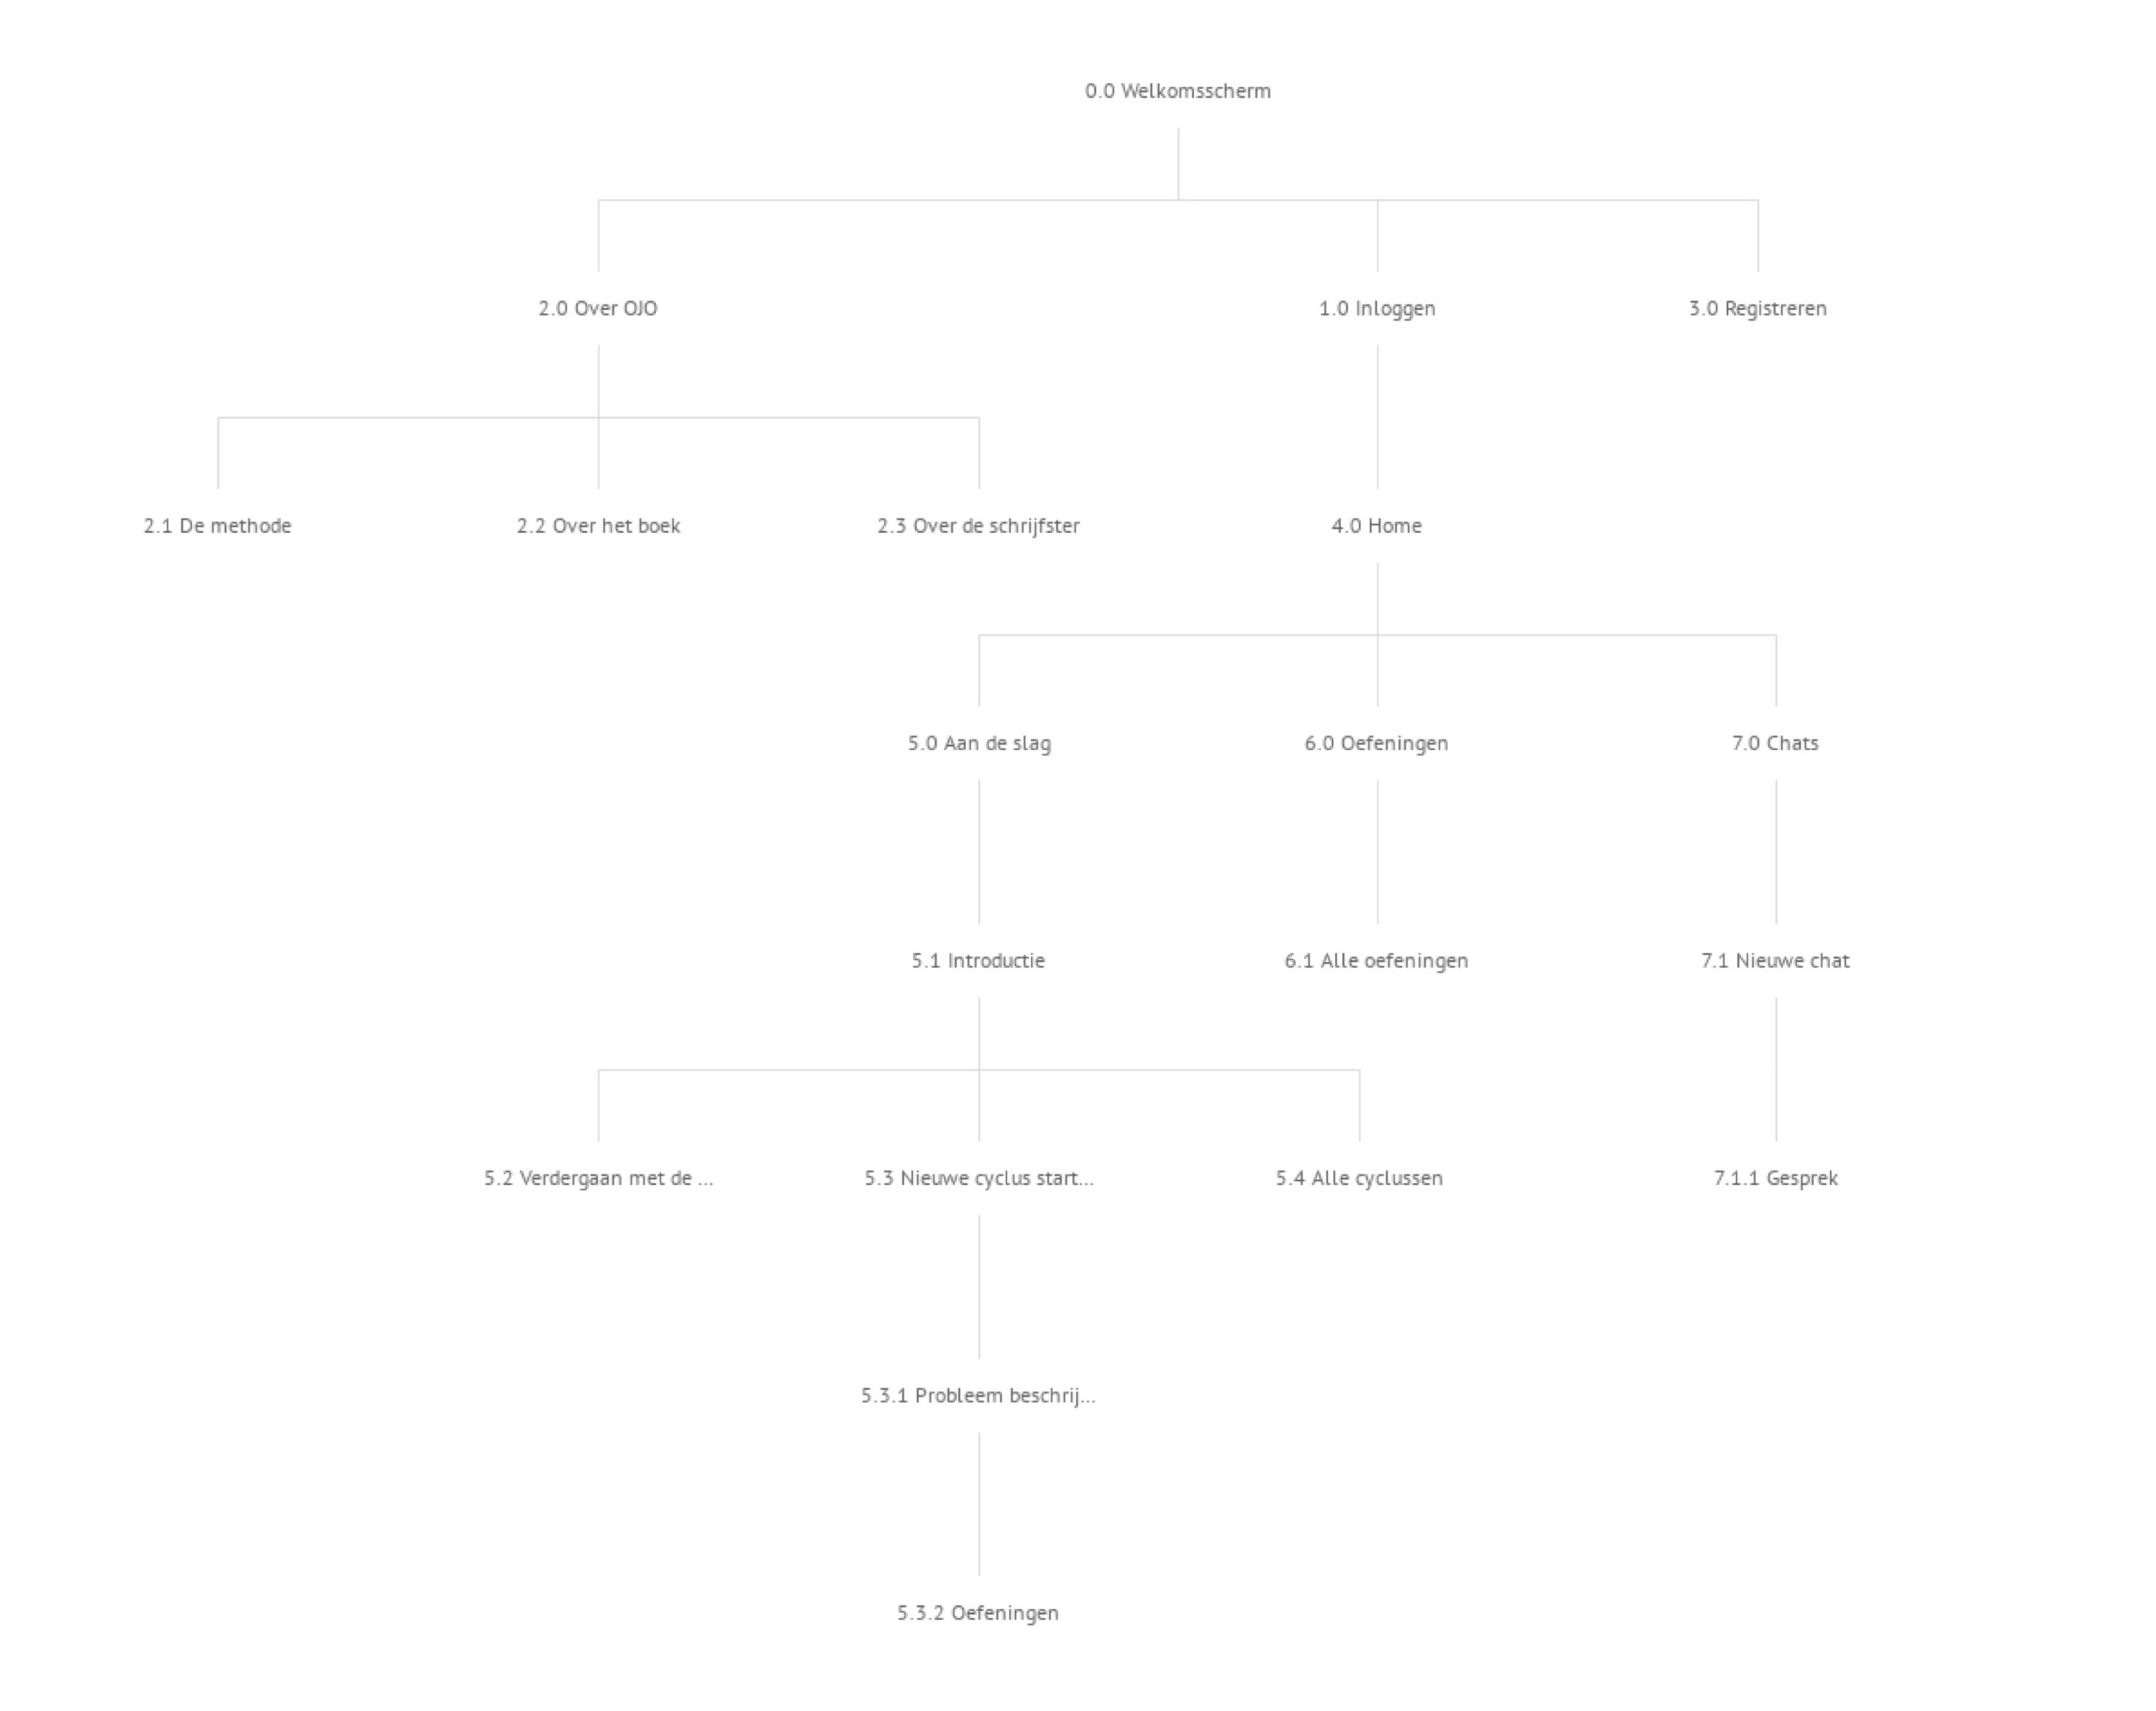 0.0 Welkomsscherm
2.0 Over OJO
1.0 Inloggen
3.0 Registreren
2.1 De methode
2.2 Over het boek
2.3 Over de schrijfster
4.0 Home
5.0 Aan de slag
6.0 Oefeningen
7.0 Chats
5.1 Introductie
6.1 Alle oefeningen
7.1 Nieuwe chat
5.2 Verdergaan met de ...
5.3 Nieuwe cyclus start...
5.4 Alle cyclussen
7.1.1 Gesprek
5.3.1 Probleem beschrij...
5.3.2 Oefeningen